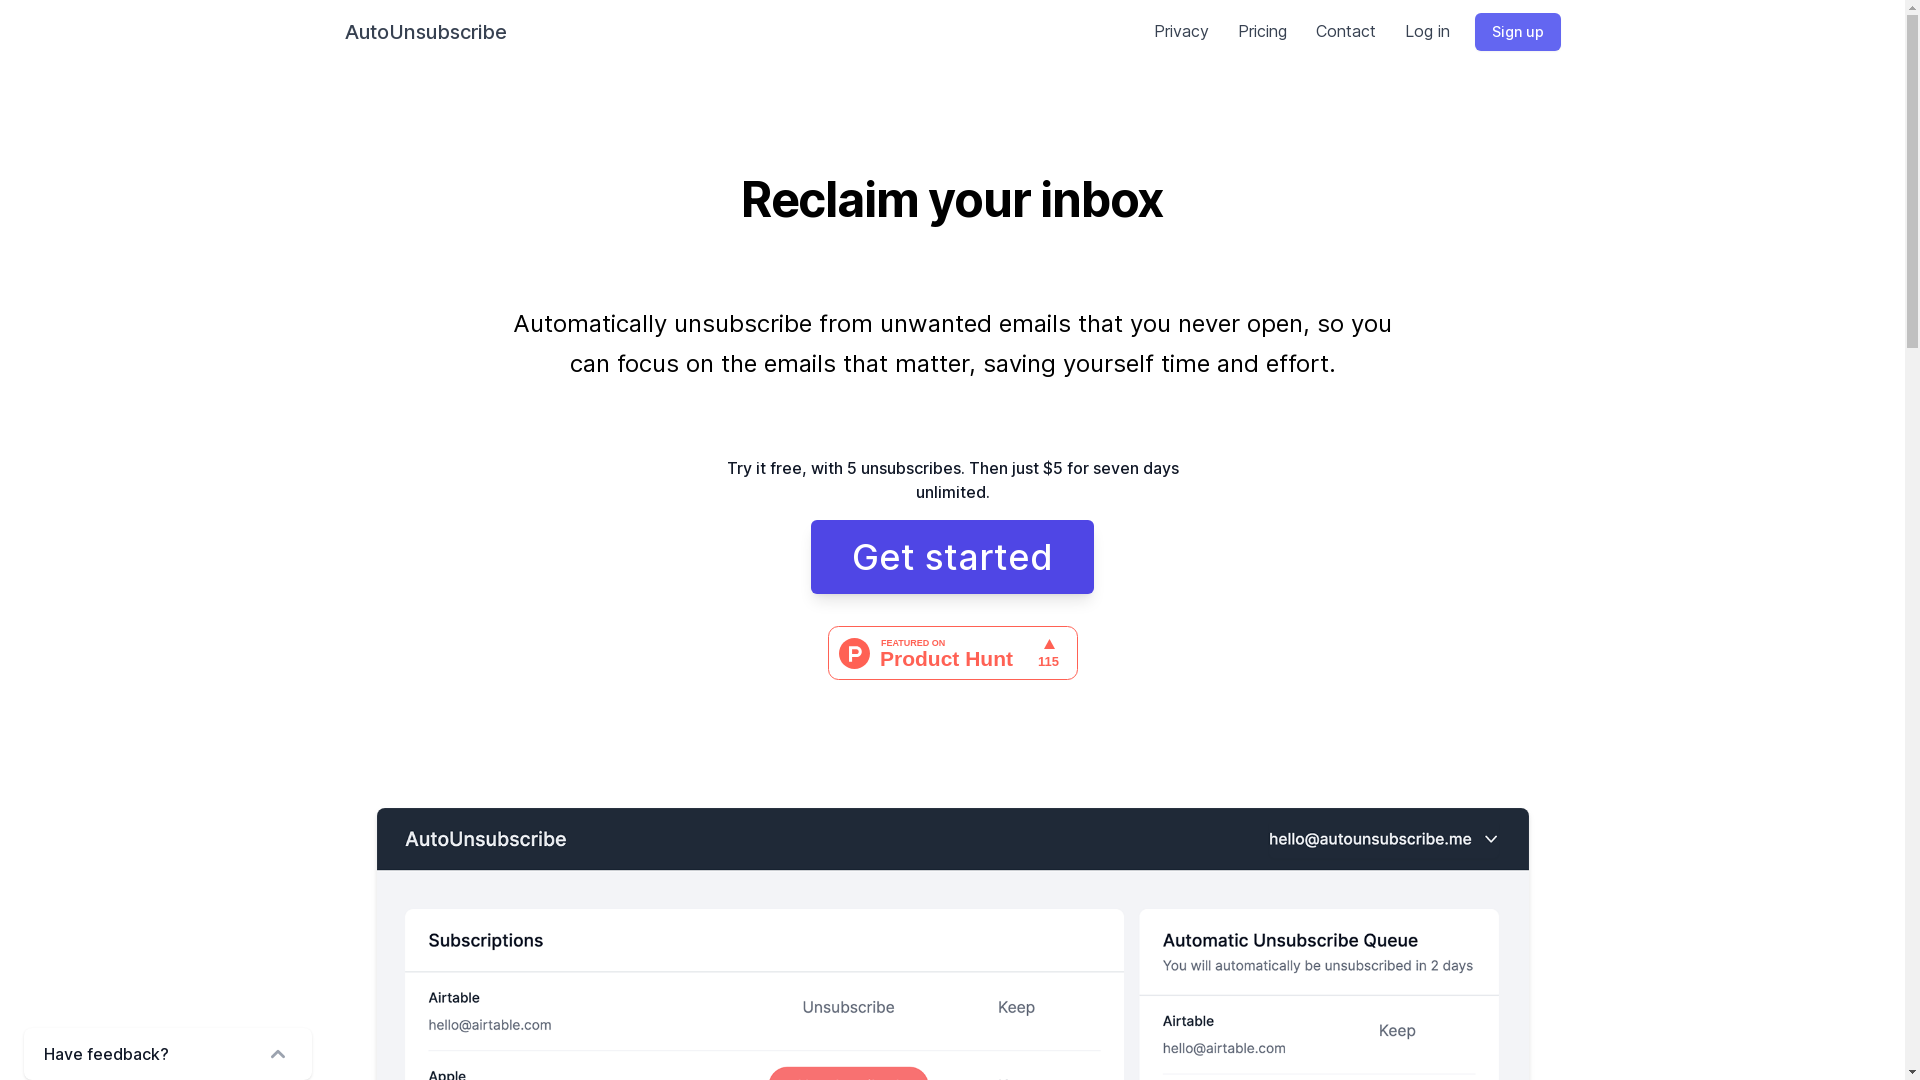 AutoUnsubscribe
Privacy
Pricing
Contact
Log in
Sign up
Reclaim your inbox
Automatically unsubscribe from unwanted emails that you never open, so you
can focus on the emails that matter, saving yourself time and effort.
Try it free, with 5 unsubscribes. Then just $5 for seven days
unlimited.
Get started
P
FEATURED ON
Product Hunt
115
AutoUnsubscribe
hello@autounsubscribe.me
Subscriptions
Airtable
hello@airtable.com
Unsubscribe
Keep
Apple
Automatic Unsubscribe Queue
You will automatically be unsubscribed in 2 days
Airtable
hello@airtable.com
Keep
Have feedback?